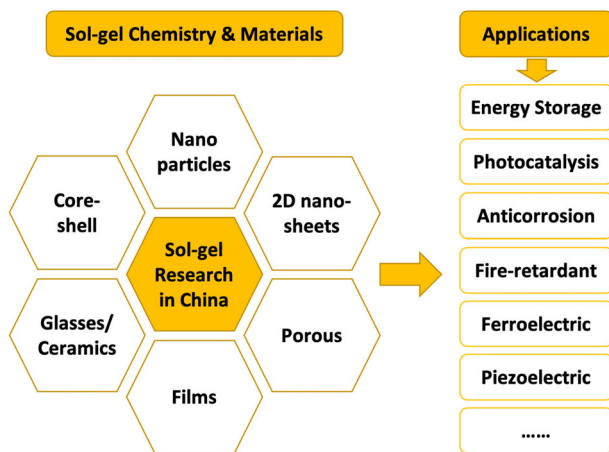 Sol-gel Chemistry & Materials
Applications
Nano
particles
Core-
shell
2D nano-
sheets
Sol-gel
Research
in China
Glasses/
Ceramics
Porous
Films
Energy Storage
Photocatalysis
Anticorrosion
Fire-retardant
Ferroelectric
Piezoelectric
......